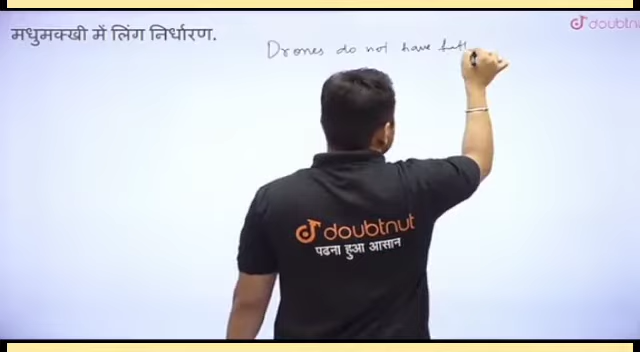 मधुमक्खी में लिंग निर्धारण.
Drones do not have
doubtnut
doubtnut
पढना हुआ आसान